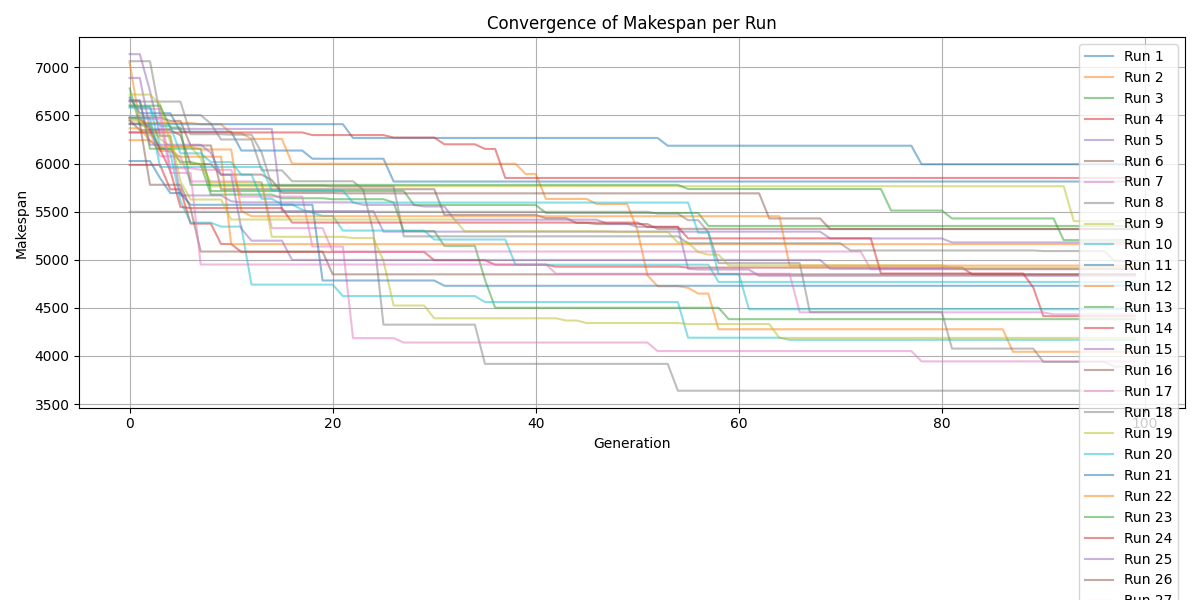 Convergence of Makespan per Run
Makespan
7000
6500
6000
5500
5000
4500
4000
3500
0
20
40
60
80
100
Generation
Run 1
Run 2
Run 3
Run 4
Run 5
Run 6
Run 7
Run 8
Run 9
Run 10
Run 11
Run 12
Run 13
Run 14
Run 15
Run 16
Run 17
Run 18
Run 19
Run 20
Run 21
Run 22
Run 23
Run 24
Run 25
Run 26
Run 27